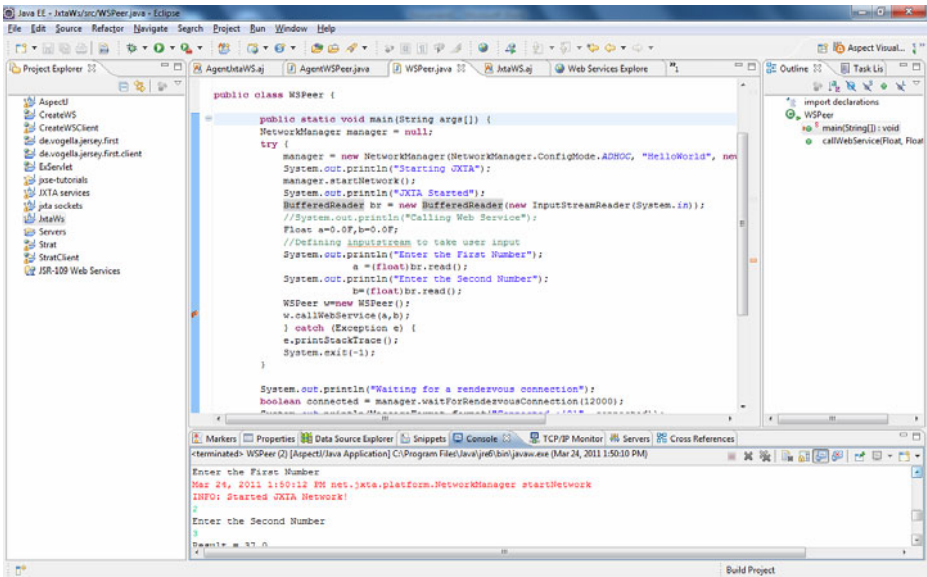 Java EE - JxtaWs/src/WSPeer.java - Eclipse
File Edit Source Refactor Navigate Search Project Run Window Help
Aspect Visual...
Project Explorer
AspectJ
CreateWS
CreateWSClient
de.vogella.jersey.first
de.vogella.jersey.first.client
ExServlet
jxse-tutorials
JXTA services
jxta sockets
JxtaWs
Servers
Strat
StratClient
JSR-109 Web Services
AgentJxtaWS.aj AgentWSPeer.java WSPeer.java JxtaWS.aj Web Services Explore
public class WSPeer {
public static void main(String args[]) {
NetworkManager manager = null;
try {
manager = new NetworkManager(NetworkManager.ConfigMode.ADHOC, "HelloWorld", new
System.out.println("Starting JXTA");
manager.startNetwork();
System.out.println("JXTA Started");
BufferedReader br = new BufferedReader(new InputStreamReader(System.in));
//System.out.println("Calling Web Service");
Float a=0.0F,b=0.0F;
//Defining inputstream to take user input
System.out.println("Enter the First Number");
a =(float)br.read();
System.out.println("Enter the Second Number");
b=(float)br.read();
WSPeer w=new WSPeer();
w.callWebService(a,b);
} catch (Exception e) {
e.printStackTrace();
System.exit(-1);
}
System.out.println("Waiting for a rendezvous connection");
boolean connected = manager.waitForRendezvousConnection(12000);
Outline Task Lis
import declarations
WSPeer
main(String[]) : void
callWebService(Float, Float
Markers Properties Data Source Explorer Snippets Console TCP/IP Monitor Servers Cross References
<terminated> WSPeer (2) [AspectJ/Java Application] C:\Program Files\Java\jre6\bin\javaw.exe (Mar 24, 2011 1:50:10 PM)
Enter the First Number
Mar 24, 2011 1:50:12 PM net.jxta.platform.NetworkManager startNetwork
INFO: Started JXTA Network!
2
Enter the Second Number
3
Result = 37.0
Build Project